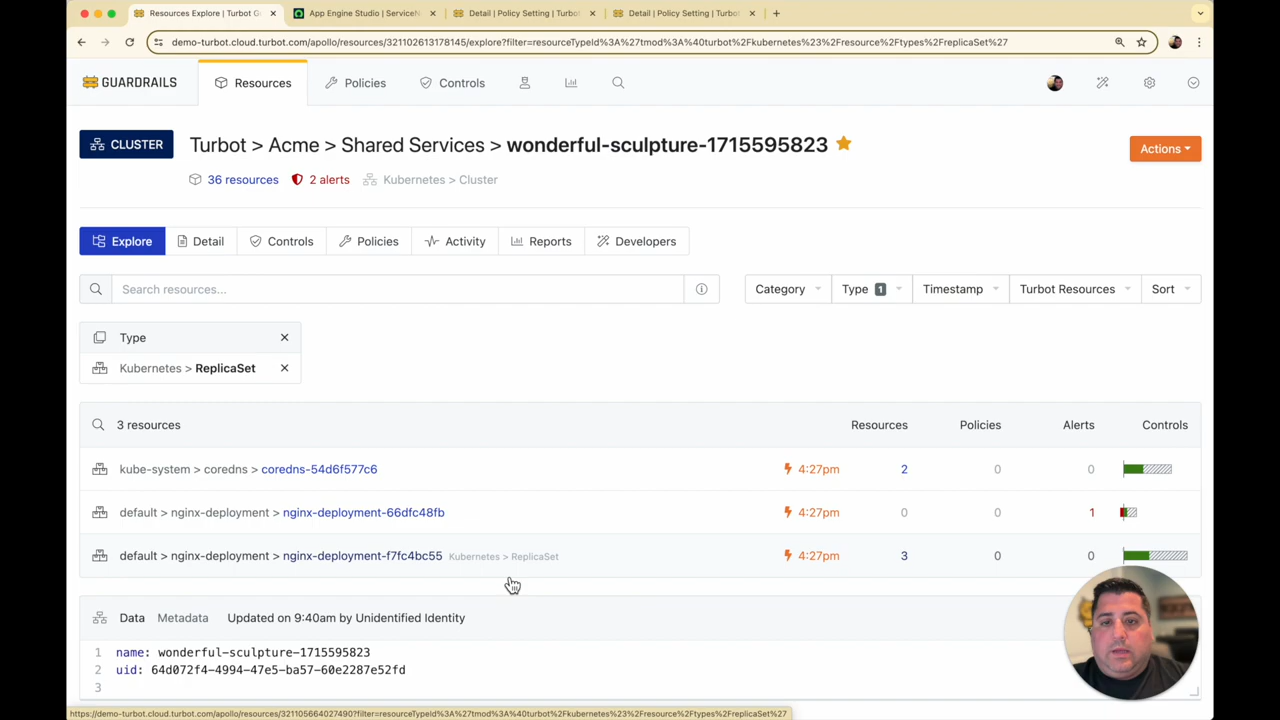 Resources Explore | Turbot G
App Engine Studio | ServiceN
Detail | Policy Setting | Turbot
Detail | Policy Setting | Turbot
demo-turbot.cloud.turbot.com/apollo/resources/321102613178145/explore?filter=resourceTypeId%3A%27tmod%3A%40turbot%2Fkubernetes%23%2Fresource%2Ftypes%2FreplicaSet%27
GUARDRAILS
Resources
Policies
Controls
CLUSTER
Turbot > Acme > Shared Services > wonderful-sculpture-1715595823
Actions
36 resources
2 alerts
Kubernetes > Cluster
Explore
Detail
Controls
Policies
Activity
Reports
Developers
Search resources...
Category
Type 1
Timestamp
Turbot Resources
Sort
Type
Kubernetes > ReplicaSet
3 resources
Resources
Policies
Alerts
Controls
kube-system > coredns > coredns-54d6f577c6
4:27pm
2
0
0
default > nginx-deployment > nginx-deployment-66dfc48fb
4:27pm
0
0
1
default > nginx-deployment > nginx-deployment-f7fc4bc55 Kubernetes > ReplicaSet
4:27pm
3
0
0
Data
Metadata
Updated on 9:40am by Unidentified Identity
1 name: wonderful-sculpture-1715595823
2 uid: 64d072f4-4994-47e5-ba57-60e2287e52fd
3
https://demo-turbot.cloud.turbot.com/apollo/resources/321105664027490?filter=resourceTypeId%3A%27tmod%3A%40turbot%2Fkubernetes%23%2Fresource%2Ftypes%2FreplicaSet%27